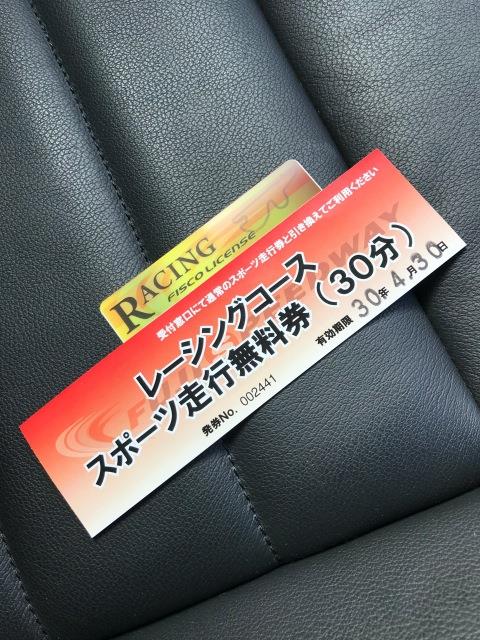 RACING
FISCO LICENSE
受付窓口にて通常のスポーツ走行券と引き換えてご利用ください
FUJI SPEEDWAY
レーシングコース
スポーツ走行無料券（30分）
発券No. 002441
有効期限 30年 4月30日